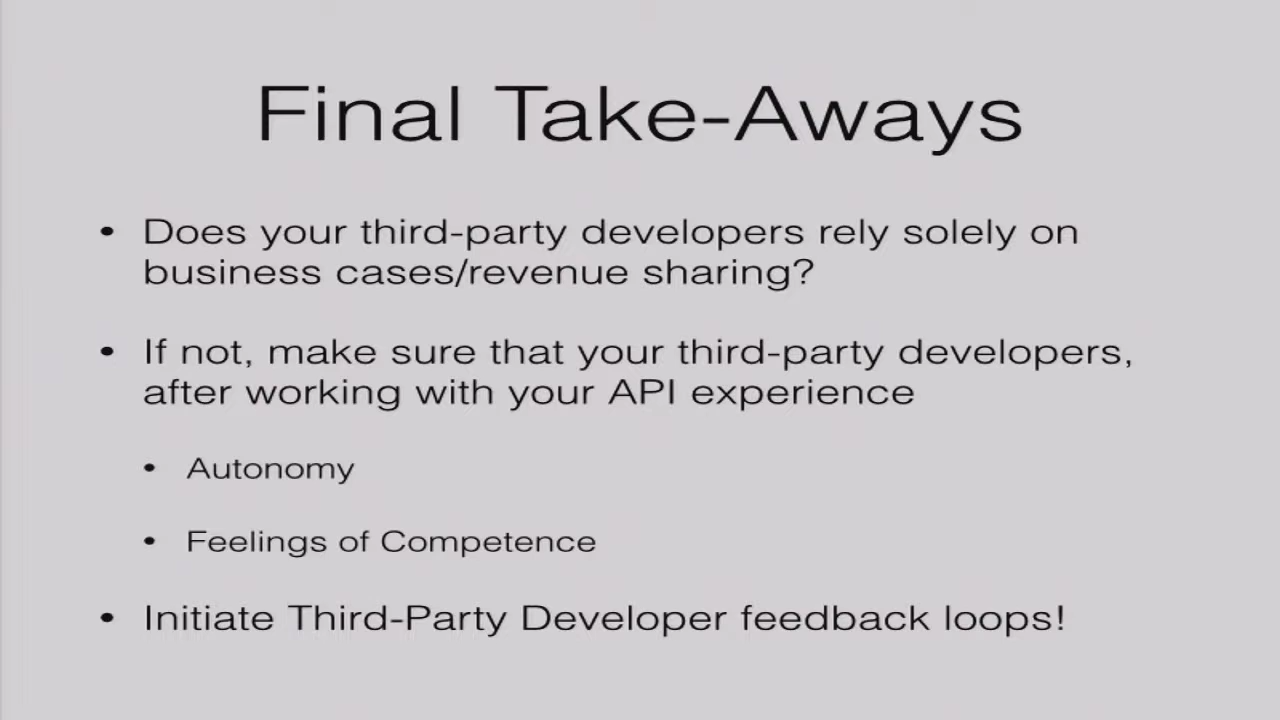 Final Take-Aways
• Does your third-party developers rely solely on
business cases/revenue sharing?
• If not, make sure that your third-party developers,
after working with your API experience
• Autonomy
• Feelings of Competence
• Initiate Third-Party Developer feedback loops!